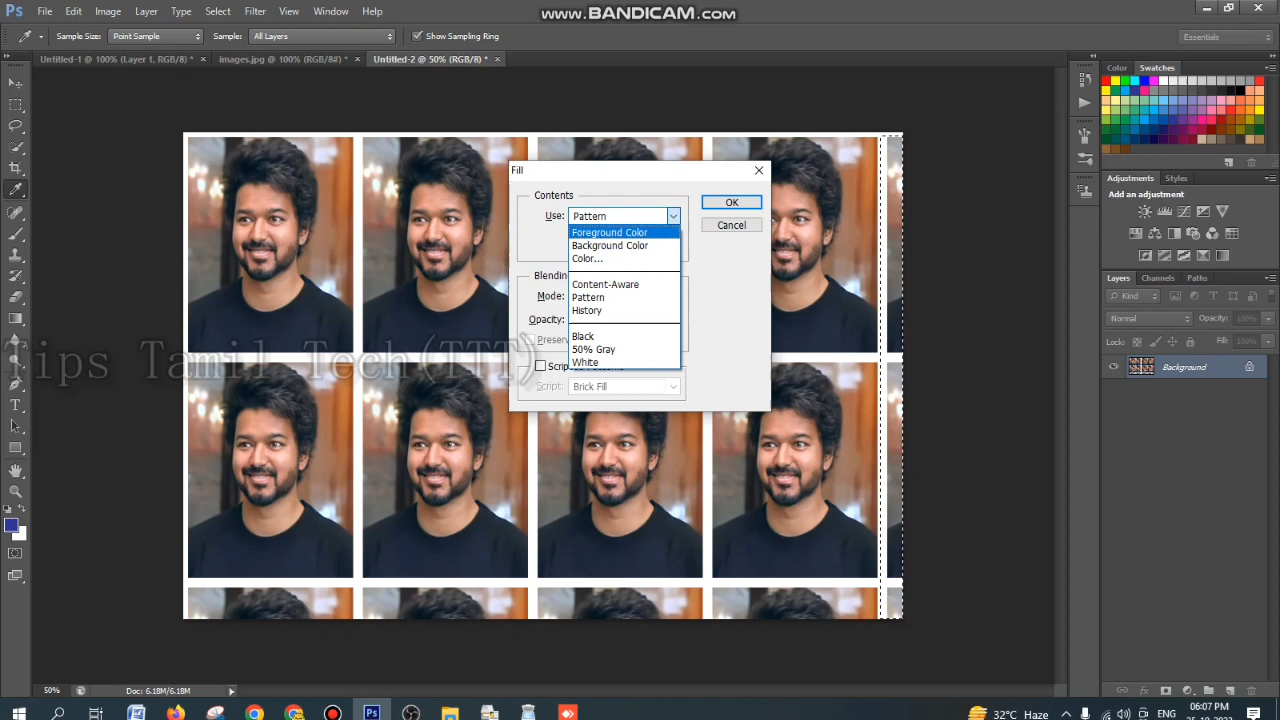 Ps File Edit Image Layer Type Select Filter View Window Help
www.BANDICAM.com
Sample Size: Point Sample Sample: All Layers Show Sampling Ring Essentials
Untitled-1 @ 100% (Layer 1, RGB/8) * × images.jpg @ 100% (RGB/8#) * × Untitled-2 @ 50% (RGB/8) * ×
Color Swatches
Fill
Contents
Use: Pattern
OK
Cancel
Foreground Color
Background Color
Color...
Content-Aware
Pattern
History
Black
50% Gray
White
Blending
Mode:
Opacity:
Preserv
Script
Script: Brick Fill
Tips Tamil Tech(TTT)
Adjustments Styles
Add an adjustment
Layers Channels Paths
Kind
Normal Opacity: 100%
Lock: Fill: 100%
Background
50% Doc: 6.18M/6.18M
32°C Haze ENG 06:07 PM